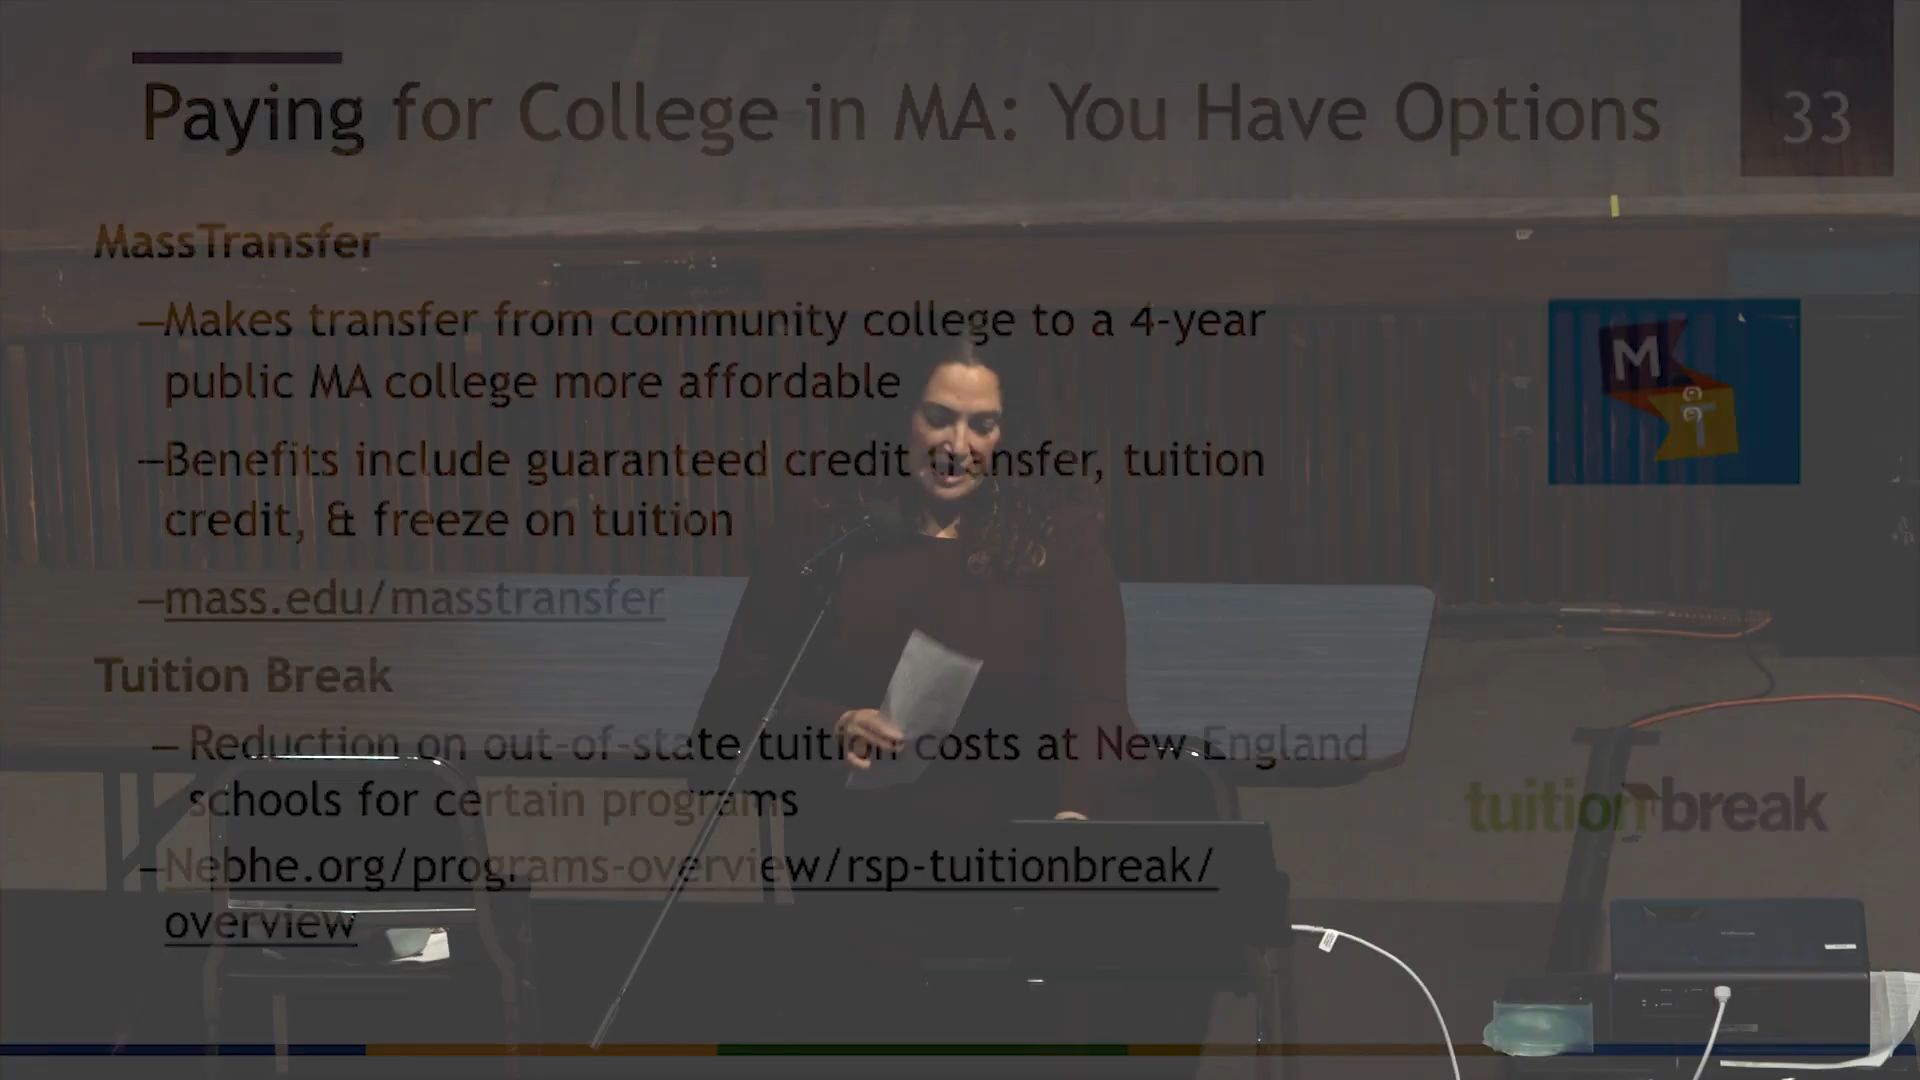 Paying for College in MA: You Have Options
33
MassTransfer
–Makes transfer from community college to a 4-year
public MA college more affordable
–Benefits include guaranteed credit transfer, tuition
credit, & freeze on tuition
–mass.edu/masstransfer
M
T
Tuition Break
– Reduction on out-of-state tuition costs at New England
schools for certain programs
tuitionbreak
–Nebhe.org/programs-overview/rsp-tuitionbreak/
overview